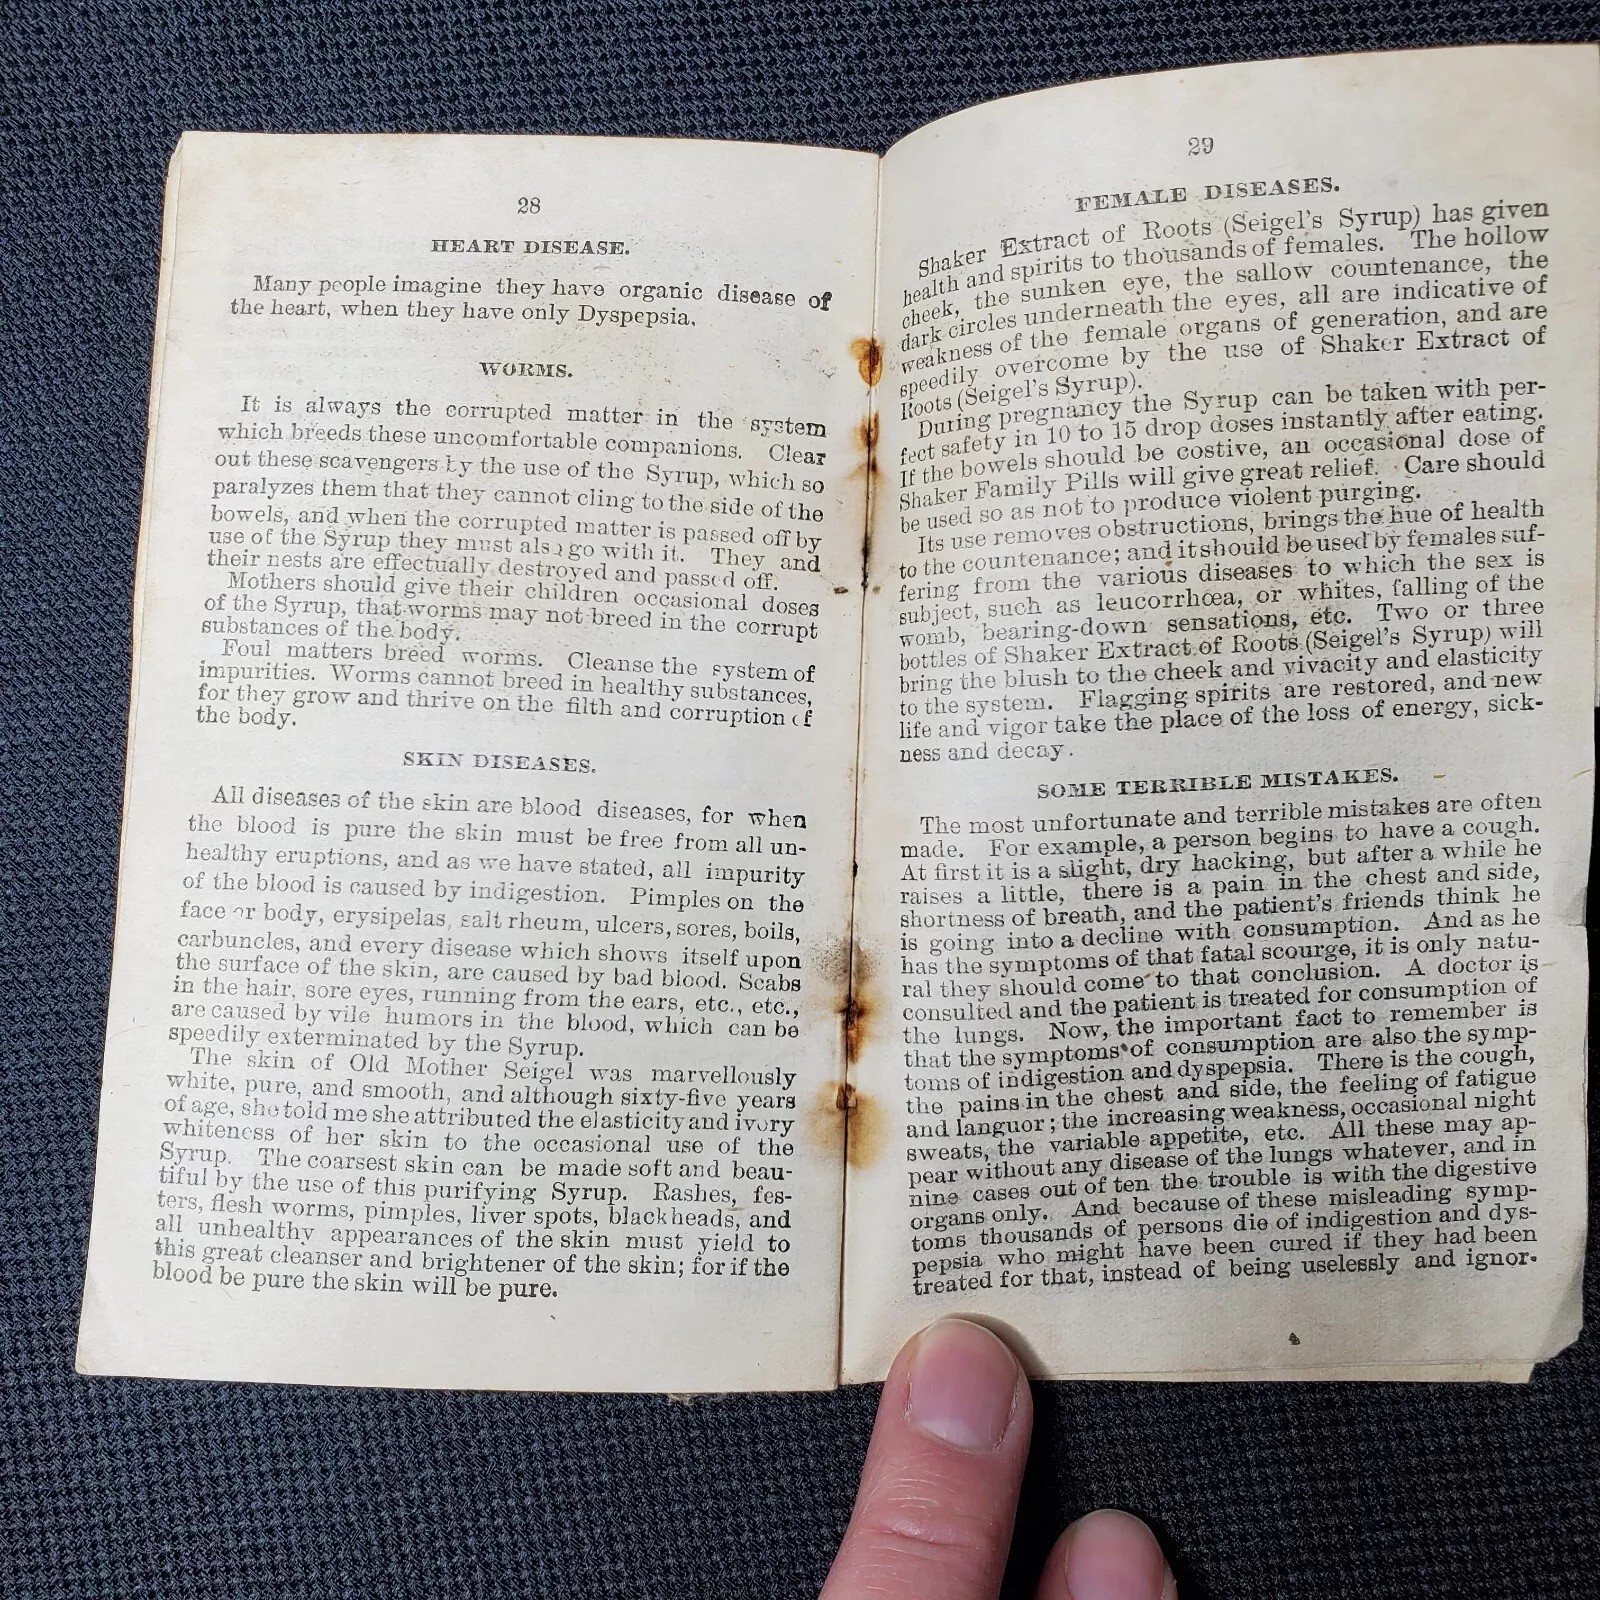 28
HEART DISEASE.
Many people imagine they have organic disease of
the heart, when they have only Dyspepsia.
WORMS.
It is always the corrupted matter in the system
which breeds these uncomfortable companions. Clear
out these scavengers by the use of the Syrup, which so
paralyzes them that they cannot cling to the side of the
bowels, and when the corrupted matter is passed off by
use of the Syrup they must also go with it. They and
their nests are effectually destroyed and passed off.
Mothers should give their children occasional doses
of the Syrup, that worms may not breed in the corrupt
substances of the body.
Foul matters breed worms. Cleanse the system of
impurities. Worms cannot breed in healthy substances,
for they grow and thrive on the filth and corruption of
the body.
SKIN DISEASES.
All diseases of the skin are blood diseases, for when
the blood is pure the skin must be free from all un-
healthy eruptions, and as we have stated, all impurity
of the blood is caused by indigestion. Pimples on the
face or body, erysipelas, salt rheum, ulcers, sores, boils,
carbuncles, and every disease which shows itself upon
the surface of the skin, are caused by bad blood. Scabs
in the hair, sore eyes, running from the ears, etc., etc.,
are caused by vile humors in the blood, which can be
speedily exterminated by the Syrup.
The skin of Old Mother Seigel was marvellously
white, pure, and smooth, and although sixty-five years
of age, she told me she attributed the elasticity and ivory
whiteness of her skin to the occasional use of the
Syrup. The coarsest skin can be made soft and beau-
tiful by the use of this purifying Syrup. Rashes, fes-
ters, flesh worms, pimples, liver spots, blackheads, and
all unhealthy appearances of the skin must yield to
this great cleanser and brightener of the skin; for if the
blood be pure the skin will be pure.
29
FEMALE DISEASES.
Shaker Extract of Roots (Seigel's Syrup) has given
health and spirits to thousands of females. The hollow
cheek, the sunken eye, the sallow countenance, the
dark circles underneath the eyes, all are indicative of
weakness of the female organs of generation, and are
speedily overcome by the use of Shaker Extract of
Roots (Seigel's Syrup).
During pregnancy the Syrup can be taken with per-
fect safety in 10 to 15 drop doses instantly after eating.
If the bowels should be costive, an occasional dose of
Shaker Family Pills will give great relief. Care should
be used so as not to produce violent purging.
Its use removes obstructions, brings the hue of health
to the countenance; and it should be used by females suf-
fering from the various diseases to which the sex is
subject, such as leucorrhœa, or whites, falling of the
womb, bearing-down sensations, etc. Two or three
bottles of Shaker Extract of Roots (Seigel's Syrup) will
bring the blush to the cheek and vivacity and elasticity
to the system. Flagging spirits are restored, and new
life and vigor take the place of the loss of energy, sick-
ness and decay.
SOME TERRIBLE MISTAKES.
The most unfortunate and terrible mistakes are often
made. For example, a person begins to have a cough.
At first it is a slight, dry hacking, but after a while he
raises a little, there is a pain in the chest and side,
shortness of breath, and the patient's friends think he
is going into a decline with consumption. And as he
has the symptoms of that fatal scourge, it is only natu-
ral they should come to that conclusion. A doctor is
consulted and the patient is treated for consumption of
the lungs. Now, the important fact to remember is
that the symptoms of consumption are also the symp-
toms of indigestion and dyspepsia. There is the cough,
the pains in the chest and side, the feeling of fatigue
and languor; the increasing weakness, occasional night
sweats, the variable appetite, etc. All these may ap-
pear without any disease of the lungs whatever, and in
nine cases out of ten the trouble is with the digestive
organs only. And because of these misleading symp-
toms thousands of persons die of indigestion and dys-
pepsia who might have been cured if they had been
treated for that, instead of being uselessly and ignor-